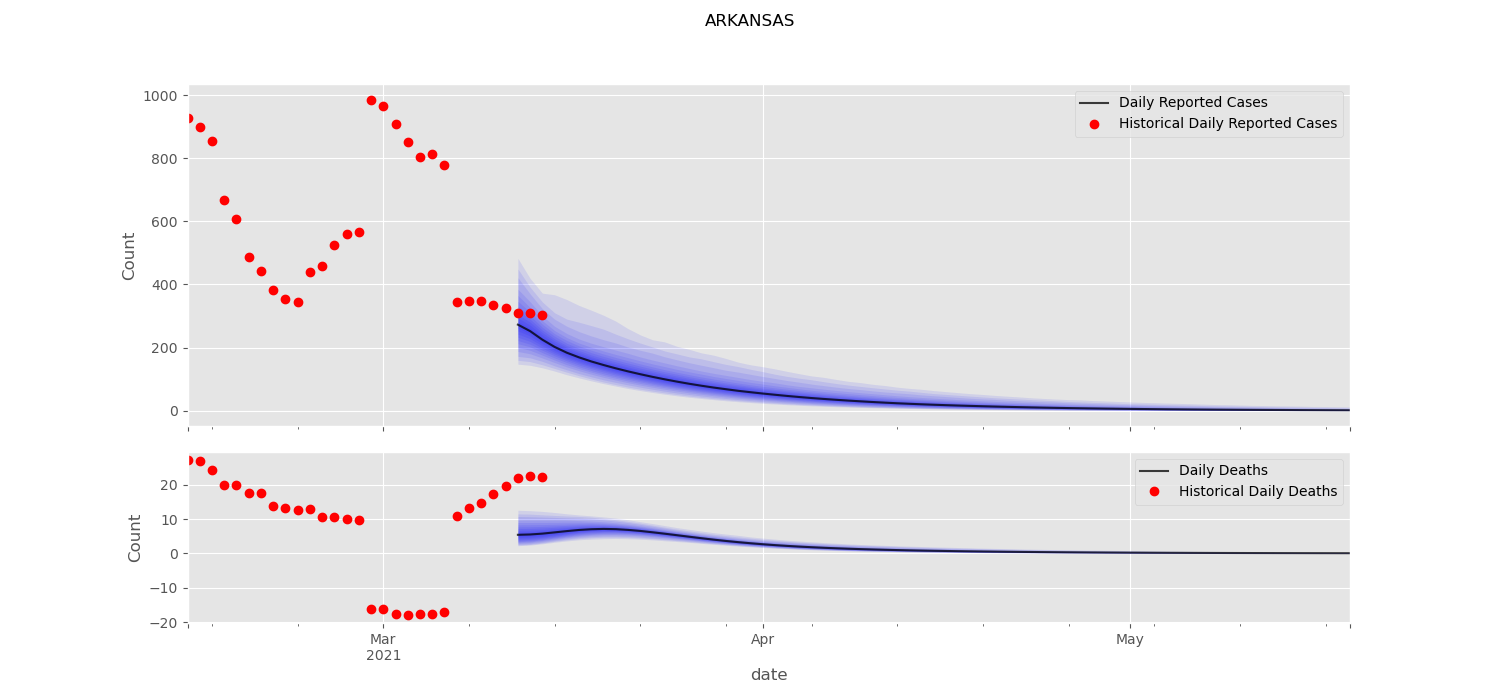 ARKANSAS
1000
800
600
400
200
0
Count
Daily Reported Cases
Historical Daily Reported Cases
20
10
0
−10
−20
Count
Daily Deaths
Historical Daily Deaths
Mar
2021
Apr
May
date